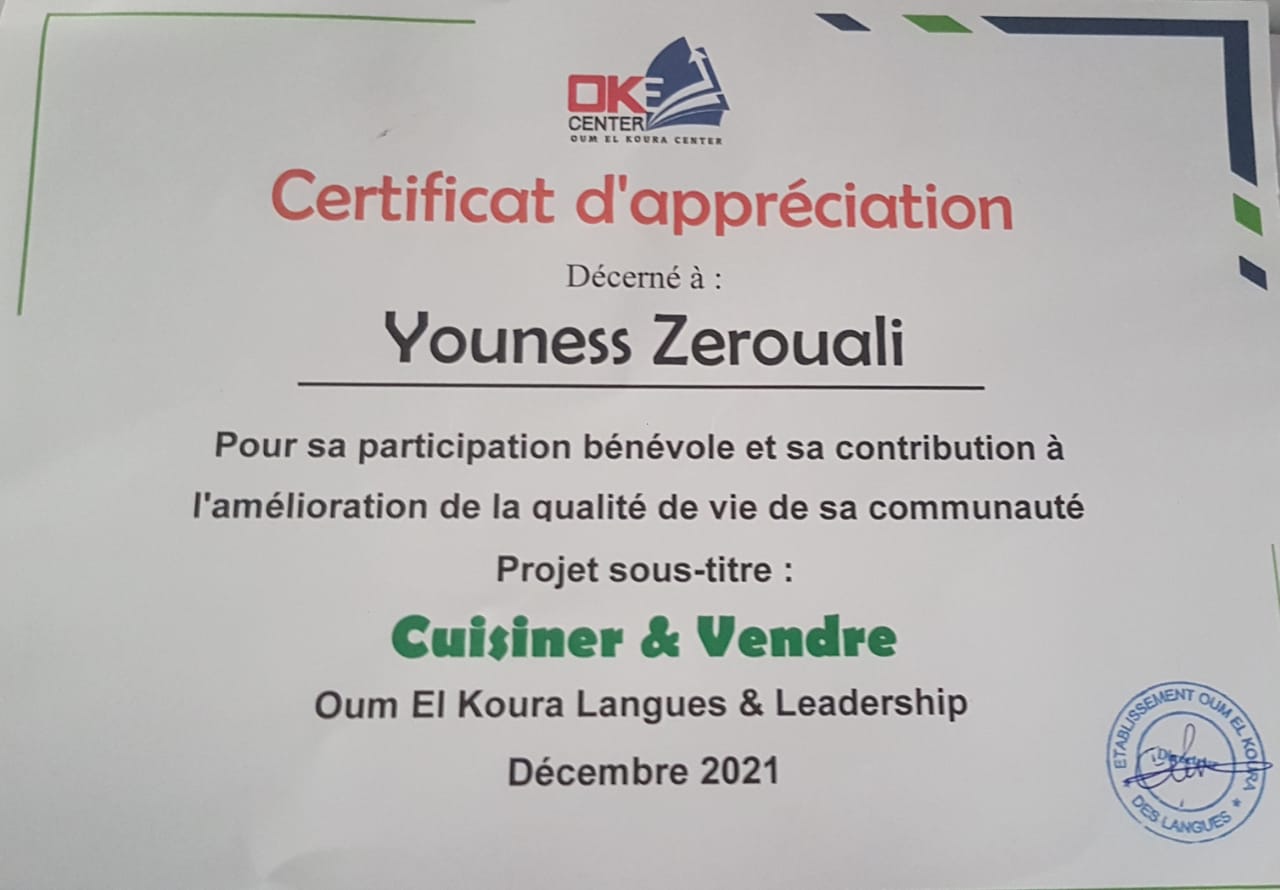 OKE
CENTER
OUM EL KOURA CENTER
Certificat d'appréciation
Décerné à :
Youness Zerouali
Pour sa participation bénévole et sa contribution à
l'amélioration de la qualité de vie de sa communauté
Projet sous-titre :
Cuisiner & Vendre
Oum El Koura Langues & Leadership
Décembre 2021
ETABLISSEMENT OUM EL KOURA
DES LANGUES